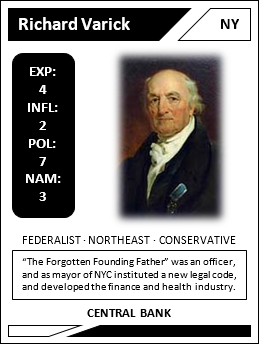 Richard Varick
NY
EXP:
4
INFL:
2
POL:
7
NAM:
3
FEDERALIST · NORTHEAST · CONSERVATIVE
“The Forgotten Founding Father” was an officer,
and as mayor of NYC instituted a new legal code,
and developed the finance and health industry.
CENTRAL BANK